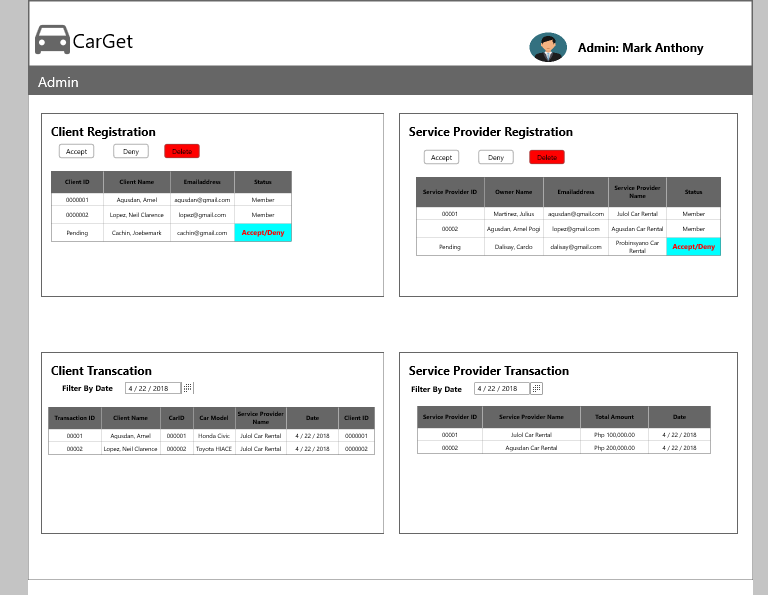 CarGet
Admin: Mark Anthony
Admin
Client Registration
Accept Deny Delete
Client ID Client Name Emailaddress Status
0000001 Agusdan, Arnel agusdan@gmail.com Member
0000002 Lopez, Neil Clarence lopez@gmail.com Member
Pending Cachin, Joebemark cachin@gmail.com Accept/Deny
Service Provider Registration
Accept Deny Delete
Service Provider ID Owner Name Emailaddress Service Provider Name Status
00001 Martinez, Julius agusdan@gmail.com Julol Car Rental Member
00002 Agusdan, Arnel Pogi lopez@gmail.com Agusdan Car Rental Member
Pending Dalisay, Cardo dalisay@gmail.com Probinsyano Car Rental Accept/Deny
Client Transcation
Filter By Date 4 / 22 / 2018
Transaction ID Client Name CarID Car Model Service Provider Name Date Client ID
00001 Agusdan, Arnel 000001 Honda Civic Julol Car Rental 4 / 22 / 2018 0000001
00002 Lopez, Neil Clarence 000002 Toyota HIACE Julol Car Rental 4 / 22 / 2018 0000002
Service Provider Transaction
Filter By Date 4 / 22 / 2018
Service Provider ID Service Provider Name Total Amount Date
00001 Julol Car Rental Php 100,000.00 4 / 22 / 2018
00002 Agusdan Car Rental Php 200,000.00 4 / 22 / 2018